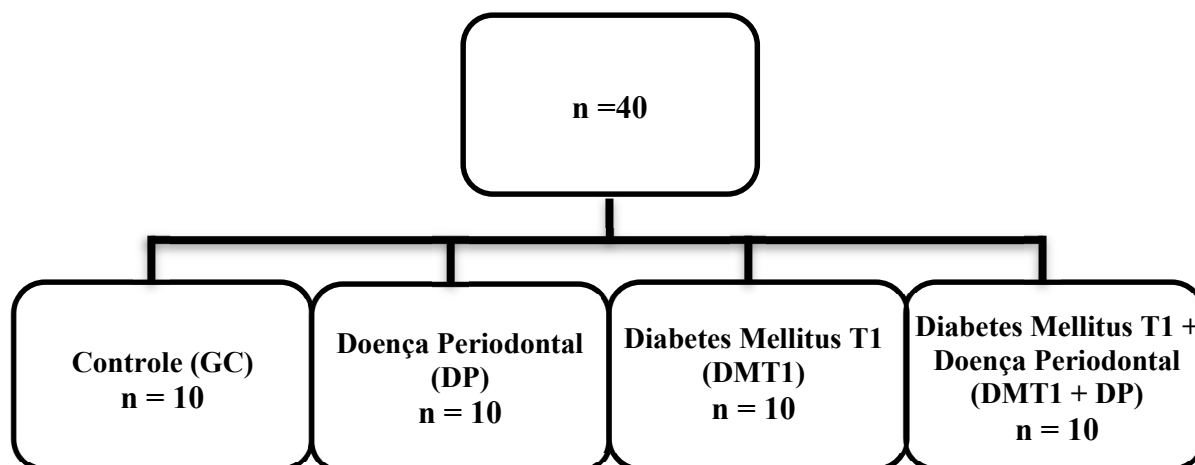 n =40
Controle (GC)
n = 10
Doença Periodontal
(DP)
n = 10
Diabetes Mellitus T1
(DMT1)
n = 10
Diabetes Mellitus T1 +
Doença Periodontal
(DMT1 + DP)
n = 10